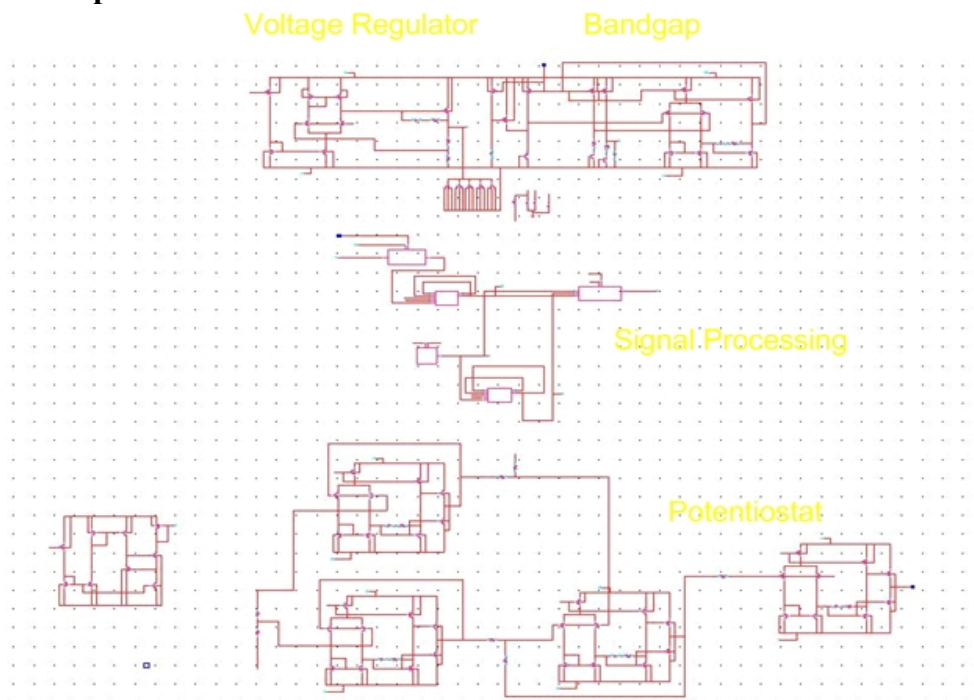 Voltage Regulator
Bandgap
Signal Processing
Potentiostat